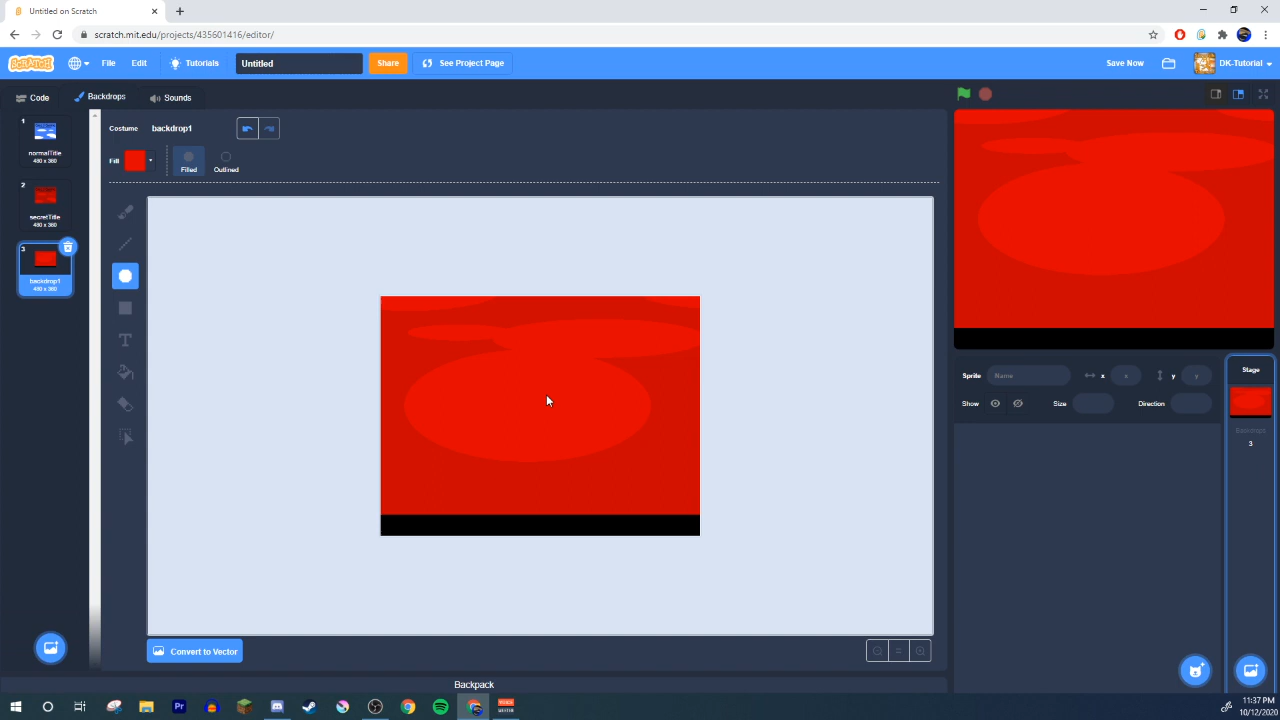 Untitled on Scratch
scratch.mit.edu/projects/435601416/editor/
SCRATCH
File
Edit
Tutorials
Untitled
Share
See Project Page
Save Now
DK-Tutorial
Code
Backdrops
Sounds
1
normalTitle
480 x 360
2
secretTitle
480 x 360
3
backdrop1
480 x 360
Costume
backdrop1
Fill
Filled
Outlined
T
Convert to Vector
Backpack
Sprite
Name
x
x
y
y
Show
Size
Direction
Stage
Backdrops
3
Pr
11:37 PM
10/12/2020